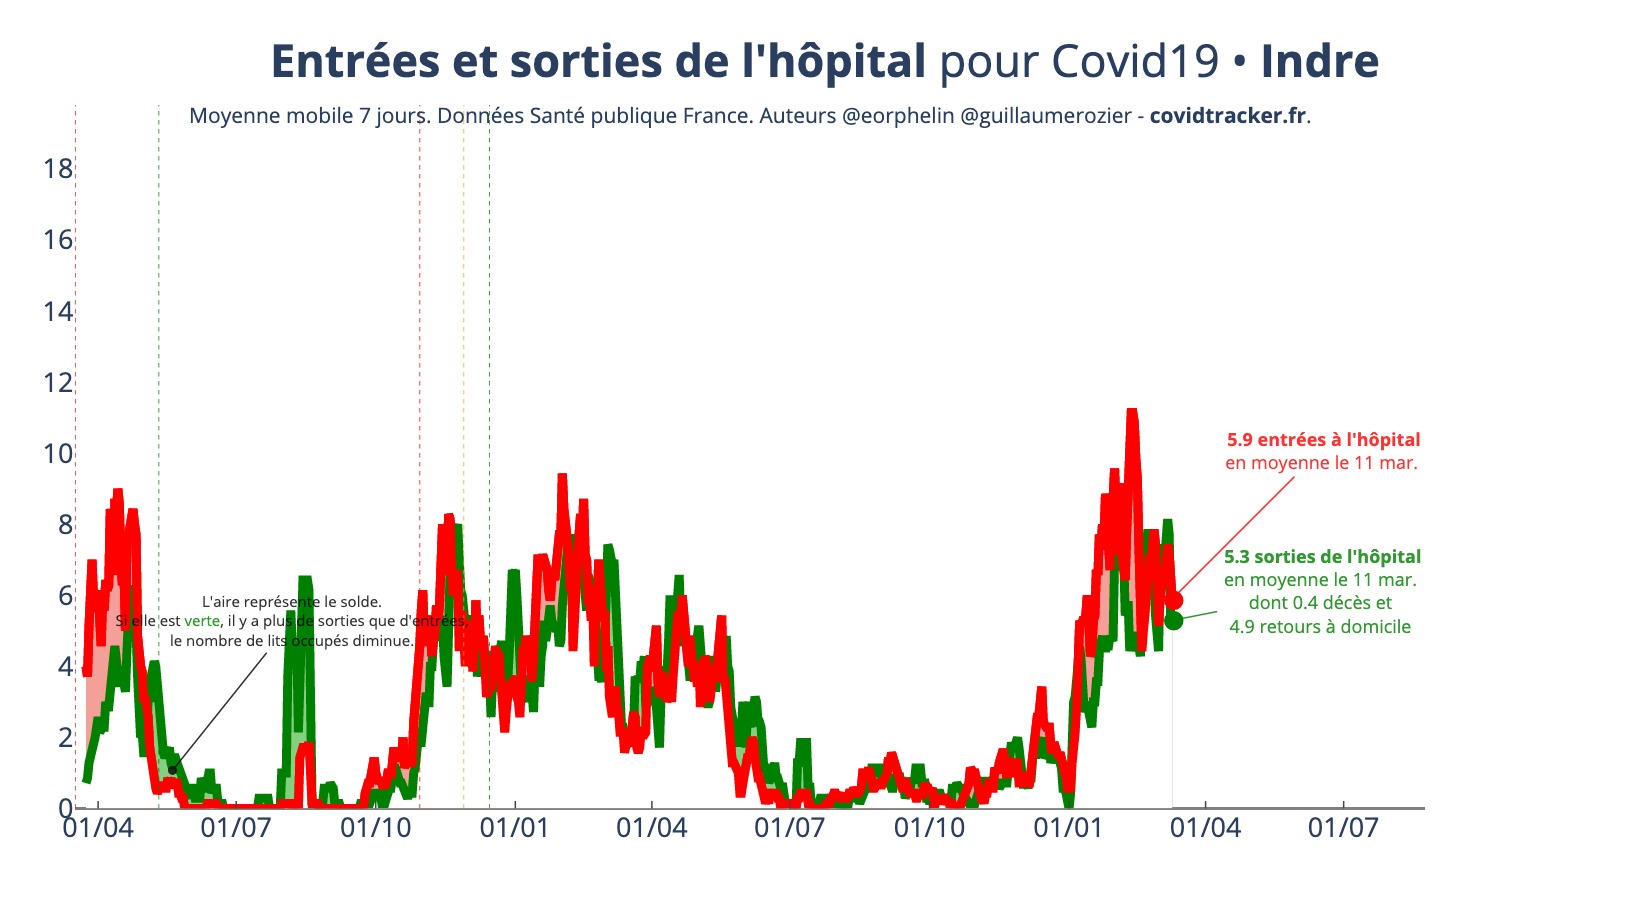 Entrées et sorties de l'hôpital pour Covid19 • Indre
Moyenne mobile 7 jours. Données Santé publique France. Auteurs @eorphelin @guillaumerozier - covidtracker.fr.
18
16
14
12
10
8
6
4
2
0
5.9 entrées à l'hôpital
en moyenne le 11 mar.
5.3 sorties de l'hôpital
en moyenne le 11 mar.
dont 0.4 décès et
4.9 retours à domicile
L'aire représente le solde.
Si elle est verte, il y a plus de sorties que d'entrées,
le nombre de lits occupés diminue.
01/04 01/07 01/10 01/01 01/04 01/07 01/10 01/01 01/04 01/07